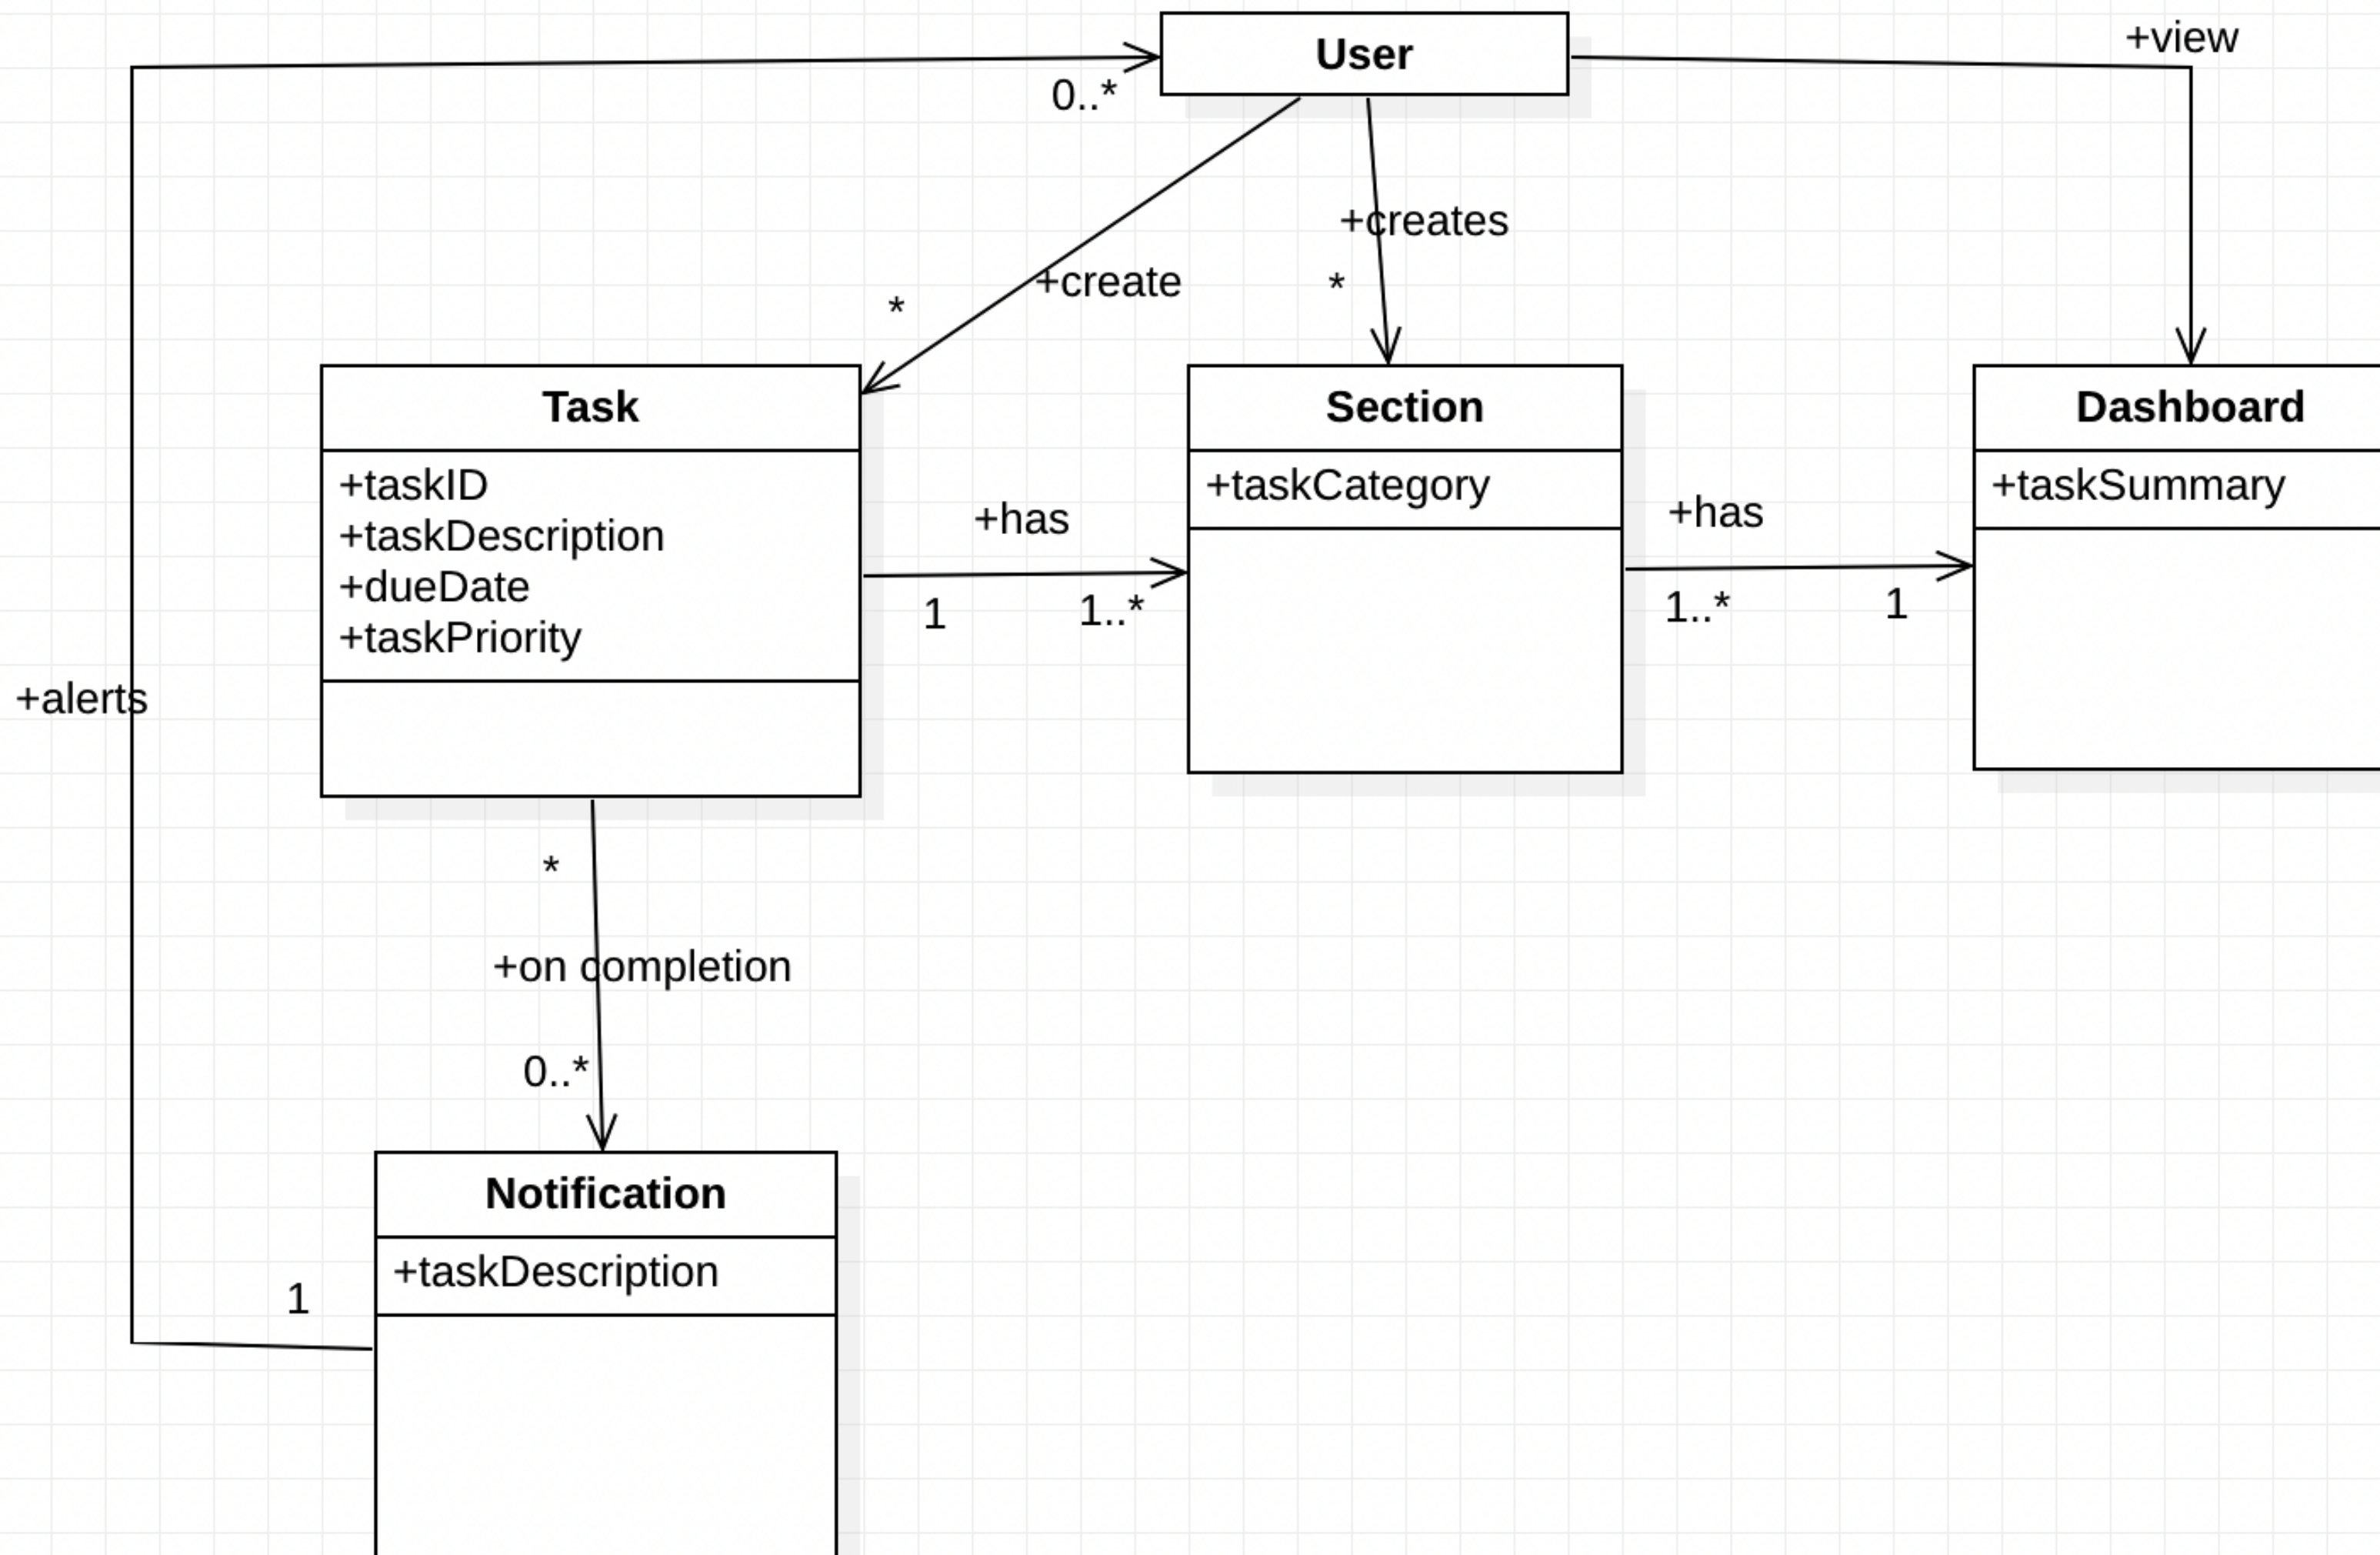 User
+view
0..*
+creates
+create
*
*
Task
+taskID
+taskDescription
+dueDate
+taskPriority
+has
1
1..*
Section
+taskCategory
+has
1..*
1
Dashboard
+taskSummary
+alerts
*
+on completion
0..*
Notification
+taskDescription
1